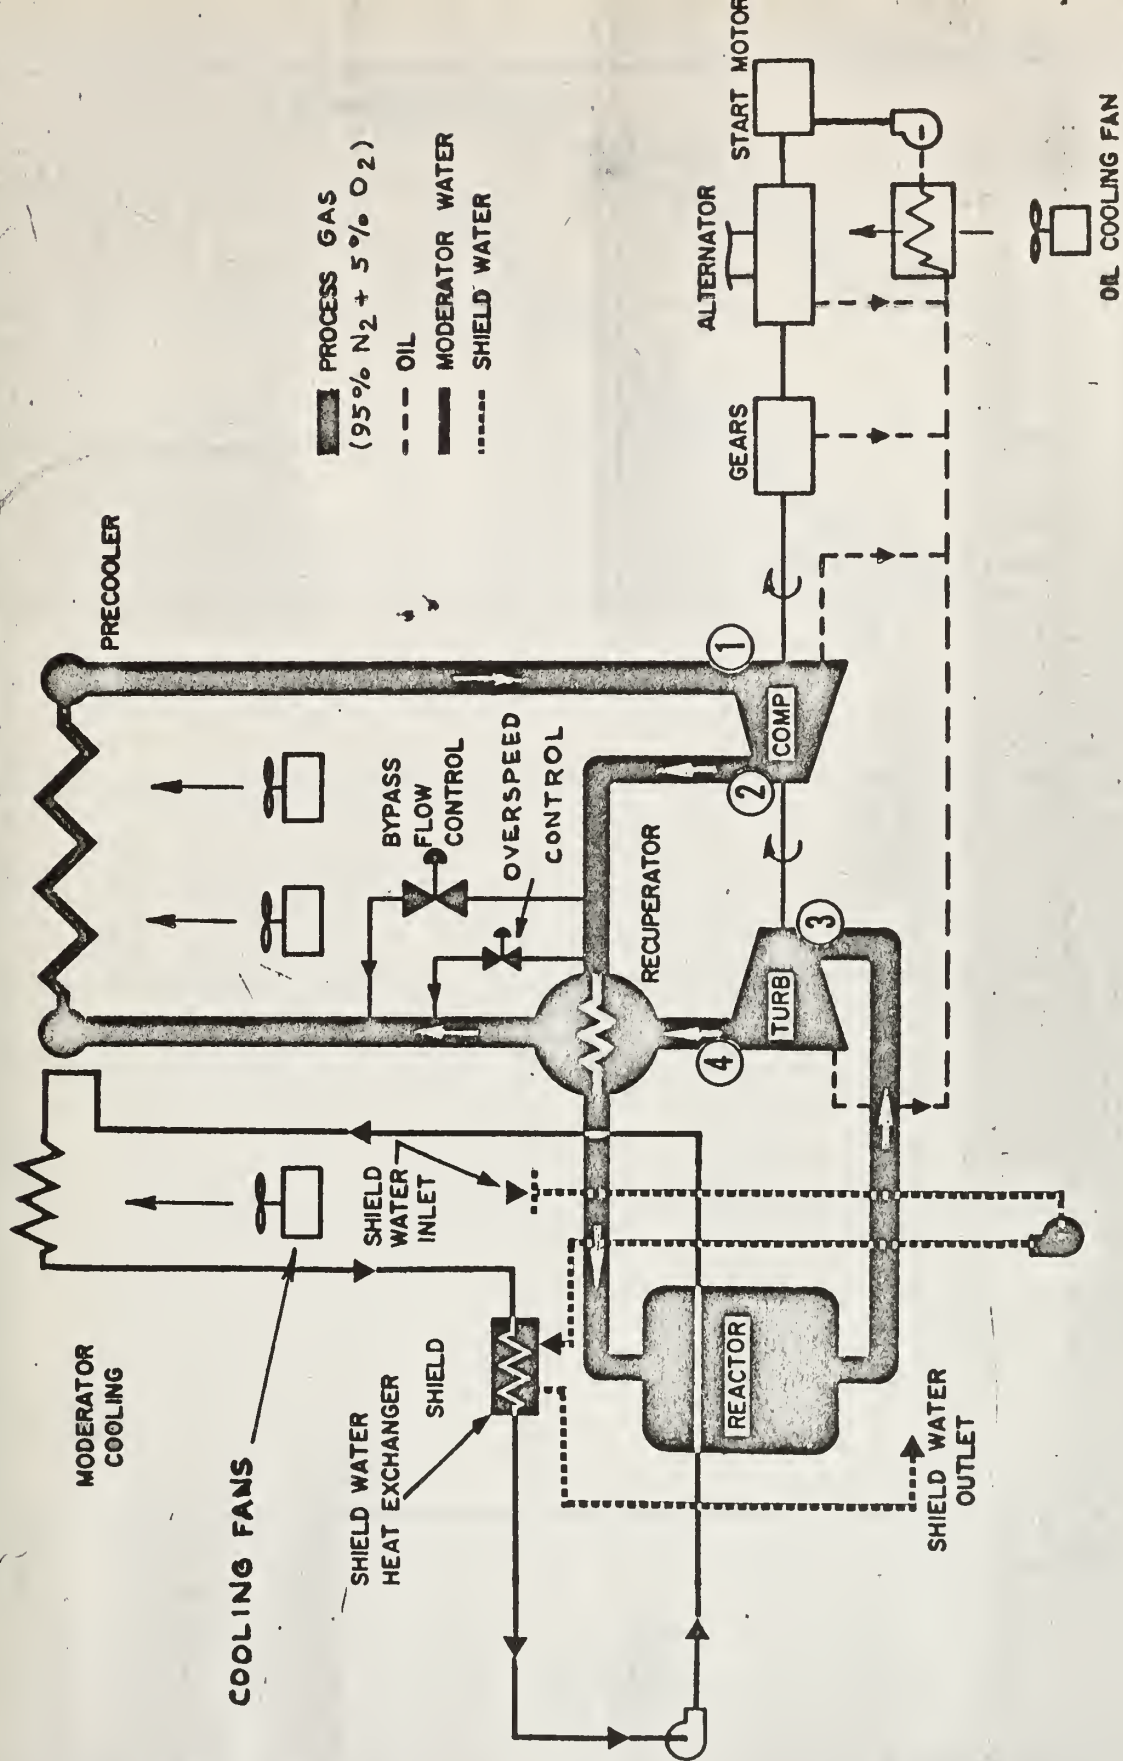 MODERATOR
COOLING
COOLING FANS
SHIELD WATER
HEAT EXCHANGER
SHIELD
SHIELD
WATER
INLET
REACTOR
SHIELD WATER
OUTLET
PRECOOLER
BYPASS
FLOW
CONTROL
OVERSPEED
CONTROL
RECUPERATOR
TURB
COMP
1
2
3
4
PROCESS GAS
(95% N2 + 5% O2)
OIL
MODERATOR WATER
SHIELD WATER
GEARS
ALTERNATOR
START MOTOR
OIL COOLING FAN